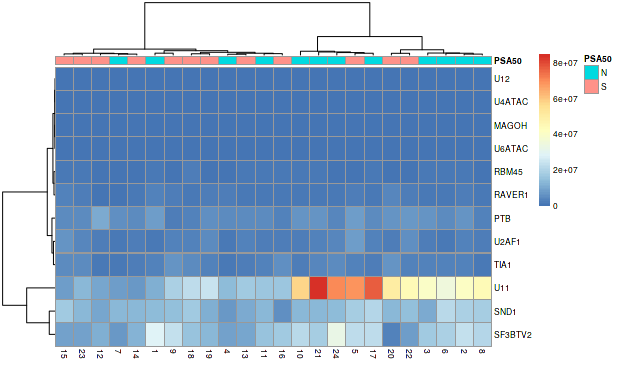 PSA50
PSA50
8e+07
6e+07
4e+07
2e+07
0
N
S
U12
U4ATAC
MAGOH
U6ATAC
RBM45
RAVER1
PTB
U2AF1
TIA1
U11
SND1
SF3BTV2
15 23 12 7 14 1 9 18 19 4 13 11 16 10 21 24 5 17 20 22 3 6 2 8